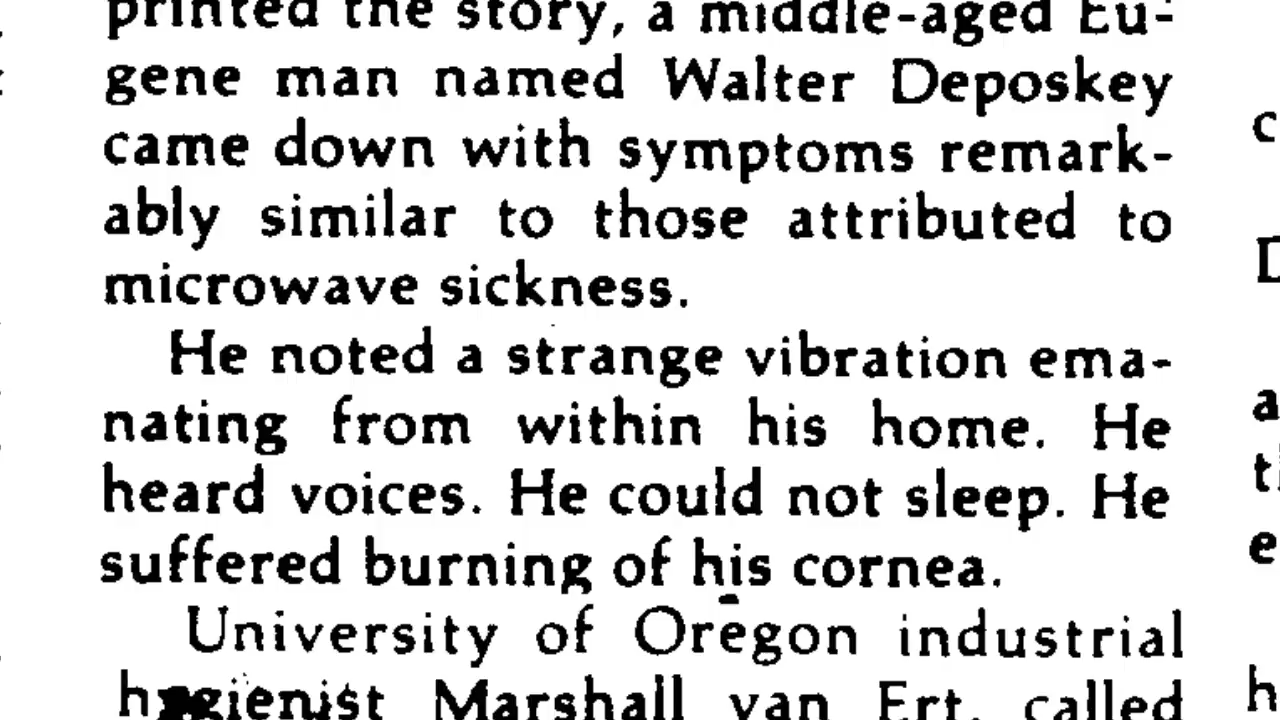 printed the story, a middle-aged Eu-
gene man named Walter Deposkey
came down with symptoms remark-
ably similar to those attributed to
microwave sickness.
He noted a strange vibration ema-
nating from within his home. He
heard voices. He could not sleep. He
suffered burning of his cornea.
University of Oregon industrial
hygienist Marshall van Ert, called